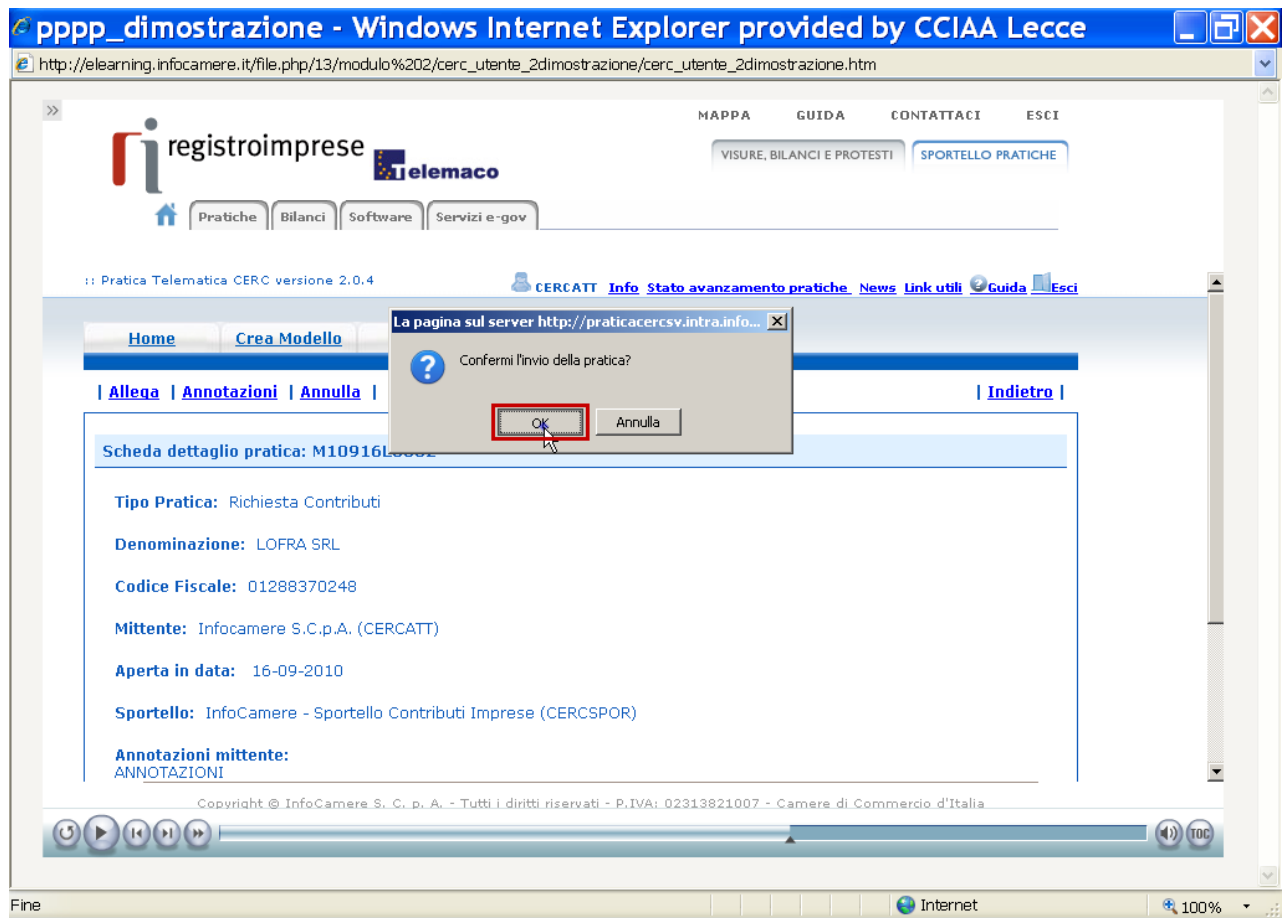 pppp_dimostrazione - Windows Internet Explorer provided by CCIAA Lecce
http://elearning.infocamere.it/file.php/13/modulo%202/cerc_utente_2dimostrazione/cerc_utente_2dimostrazione.htm
MAPPA GUIDA CONTATTACI ESCI
registroimprese
Telemaco
VISURE, BILANCI E PROTESTI SPORTELLO PRATICHE
Pratiche Bilanci Software Servizi e-gov
:: Pratica Telematica CERC versione 2.0.4
CERCATT Info Stato avanzamento pratiche News Link utili Guida Esci
La pagina sul server http://praticacercsv.intra.info...
Home Crea Modello
Confermi l'invio della pratica?
| Allega | Annotazioni | Annulla | | Indietro |
OK Annulla
Scheda dettaglio pratica:
Tipo Pratica: Richiesta Contributi
Denominazione: LOFRA SRL
Codice Fiscale: 01288370248
Mittente: Infocamere S.C.p.A. (CERCATT)
Aperta in data: 16-09-2010
Sportello: InfoCamere - Sportello Contributi Imprese (CERCSPOR)
Annotazioni mittente:
ANNOTAZIONI
Copyright © InfoCamere S. C. p. A. - Tutti i diritti riservati - P.IVA: 02313821007 - Camere di Commercio d'Italia
TOC
Fine Internet 100%